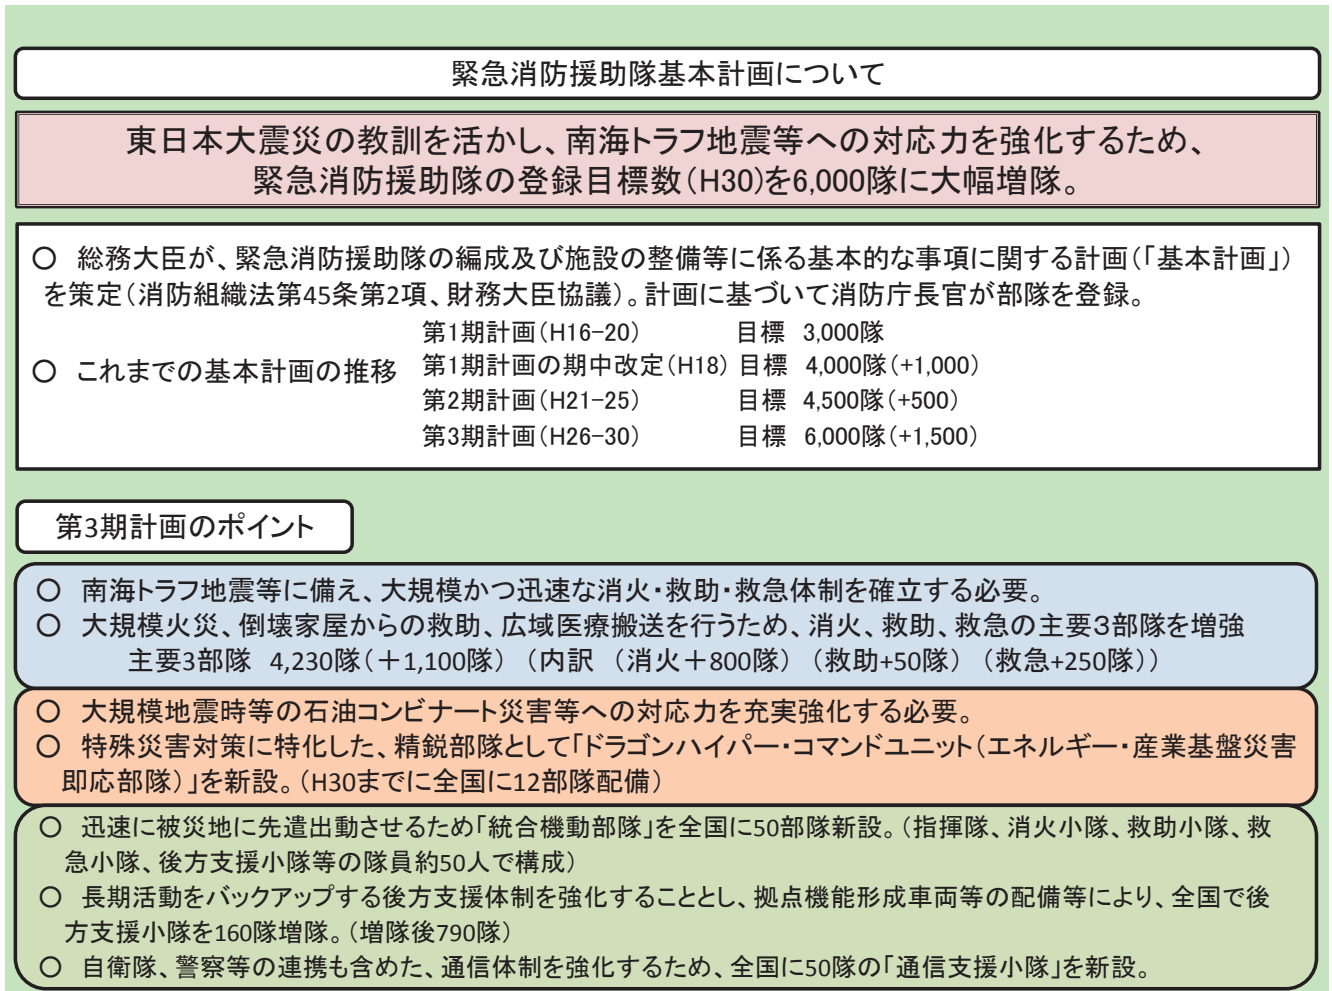 緊急消防援助隊基本計画について
東日本大震災の教訓を活かし、南海トラフ地震等への対応力を強化するため、
緊急消防援助隊の登録目標数(H30)を6,000隊に大幅増隊。
○ 総務大臣が、緊急消防援助隊の編成及び施設の整備等に係る基本的な事項に関する計画(「基本計画」)
を策定(消防組織法第45条第2項、財務大臣協議)。計画に基づいて消防庁長官が部隊を登録。
○ これまでの基本計画の推移
第1期計画(H16-20) 目標 3,000隊
第1期計画の期中改定(H18) 目標 4,000隊(+1,000)
第2期計画(H21-25) 目標 4,500隊(+500)
第3期計画(H26-30) 目標 6,000隊(+1,500)
第3期計画のポイント
○ 南海トラフ地震等に備え、大規模かつ迅速な消火・救助・救急体制を確立する必要。
○ 大規模火災、倒壊家屋からの救助、広域医療搬送を行うため、消火、救助、救急の主要3部隊を増強
主要3部隊 4,230隊(+1,100隊) (内訳 (消火+800隊) (救助+50隊) (救急+250隊))
○ 大規模地震時等の石油コンビナート災害等への対応力を充実強化する必要。
○ 特殊災害対策に特化した、精鋭部隊として「ドラゴンハイパー・コマンドユニット(エネルギー・産業基盤災害
即応部隊)」を新設。(H30までに全国に12部隊配備)
○ 迅速に被災地に先遣出動させるため「統合機動部隊」を全国に50部隊新設。(指揮隊、消火小隊、救助小隊、救
急小隊、後方支援小隊等の隊員約50人で構成)
○ 長期活動をバックアップする後方支援体制を強化することとし、拠点機能形成車両等の配備等により、全国で後
方支援小隊を160隊増隊。(増隊後790隊)
○ 自衛隊、警察等の連携も含めた、通信体制を強化するため、全国に50隊の「通信支援小隊」を新設。